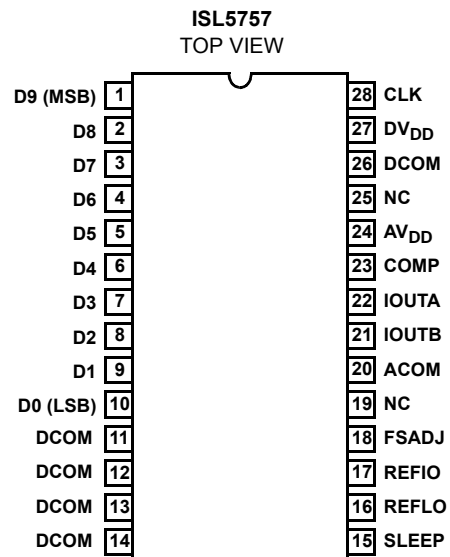 ISL5757
TOP VIEW
D9 (MSB) 1 28 CLK
D8 2 27 DVDD
D7 3 26 DCOM
D6 4 25 NC
D5 5 24 AVDD
D4 6 23 COMP
D3 7 22 IOUTA
D2 8 21 IOUTB
D1 9 20 ACOM
D0 (LSB) 10 19 NC
DCOM 11 18 FSADJ
DCOM 12 17 REFIO
DCOM 13 16 REFLO
DCOM 14 15 SLEEP